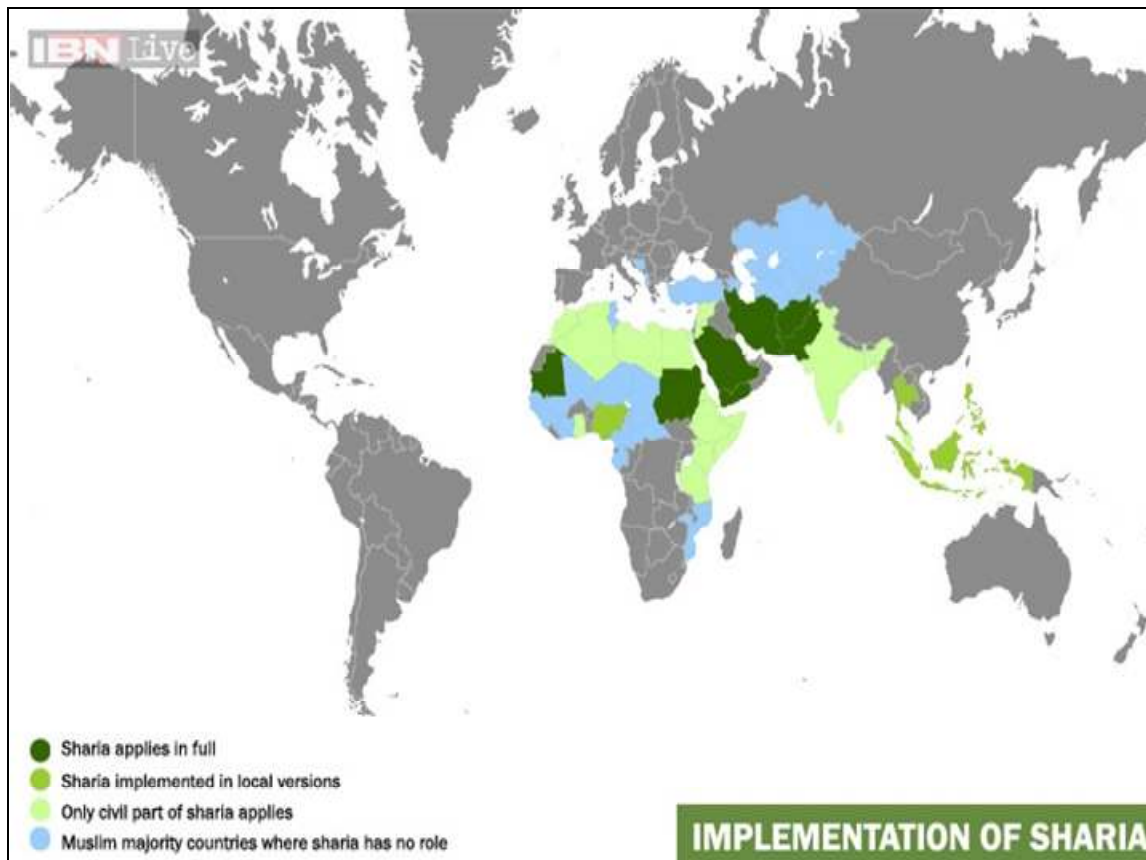 IBN Live
Sharia applies in full
Sharia implemented in local versions
Only civil part of sharia applies
Muslim majority countries where sharia has no role
IMPLEMENTATION OF SHARIA